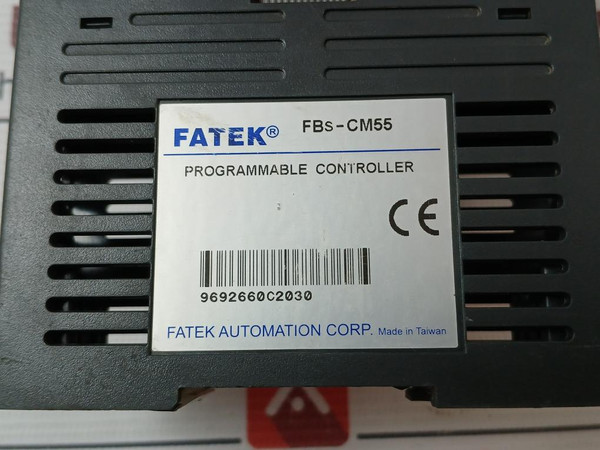 FATEK® FBs-CM55
PROGRAMMABLE CONTROLLER
CE
9692660C2030
FATEK AUTOMATION CORP. Made in Taiwan